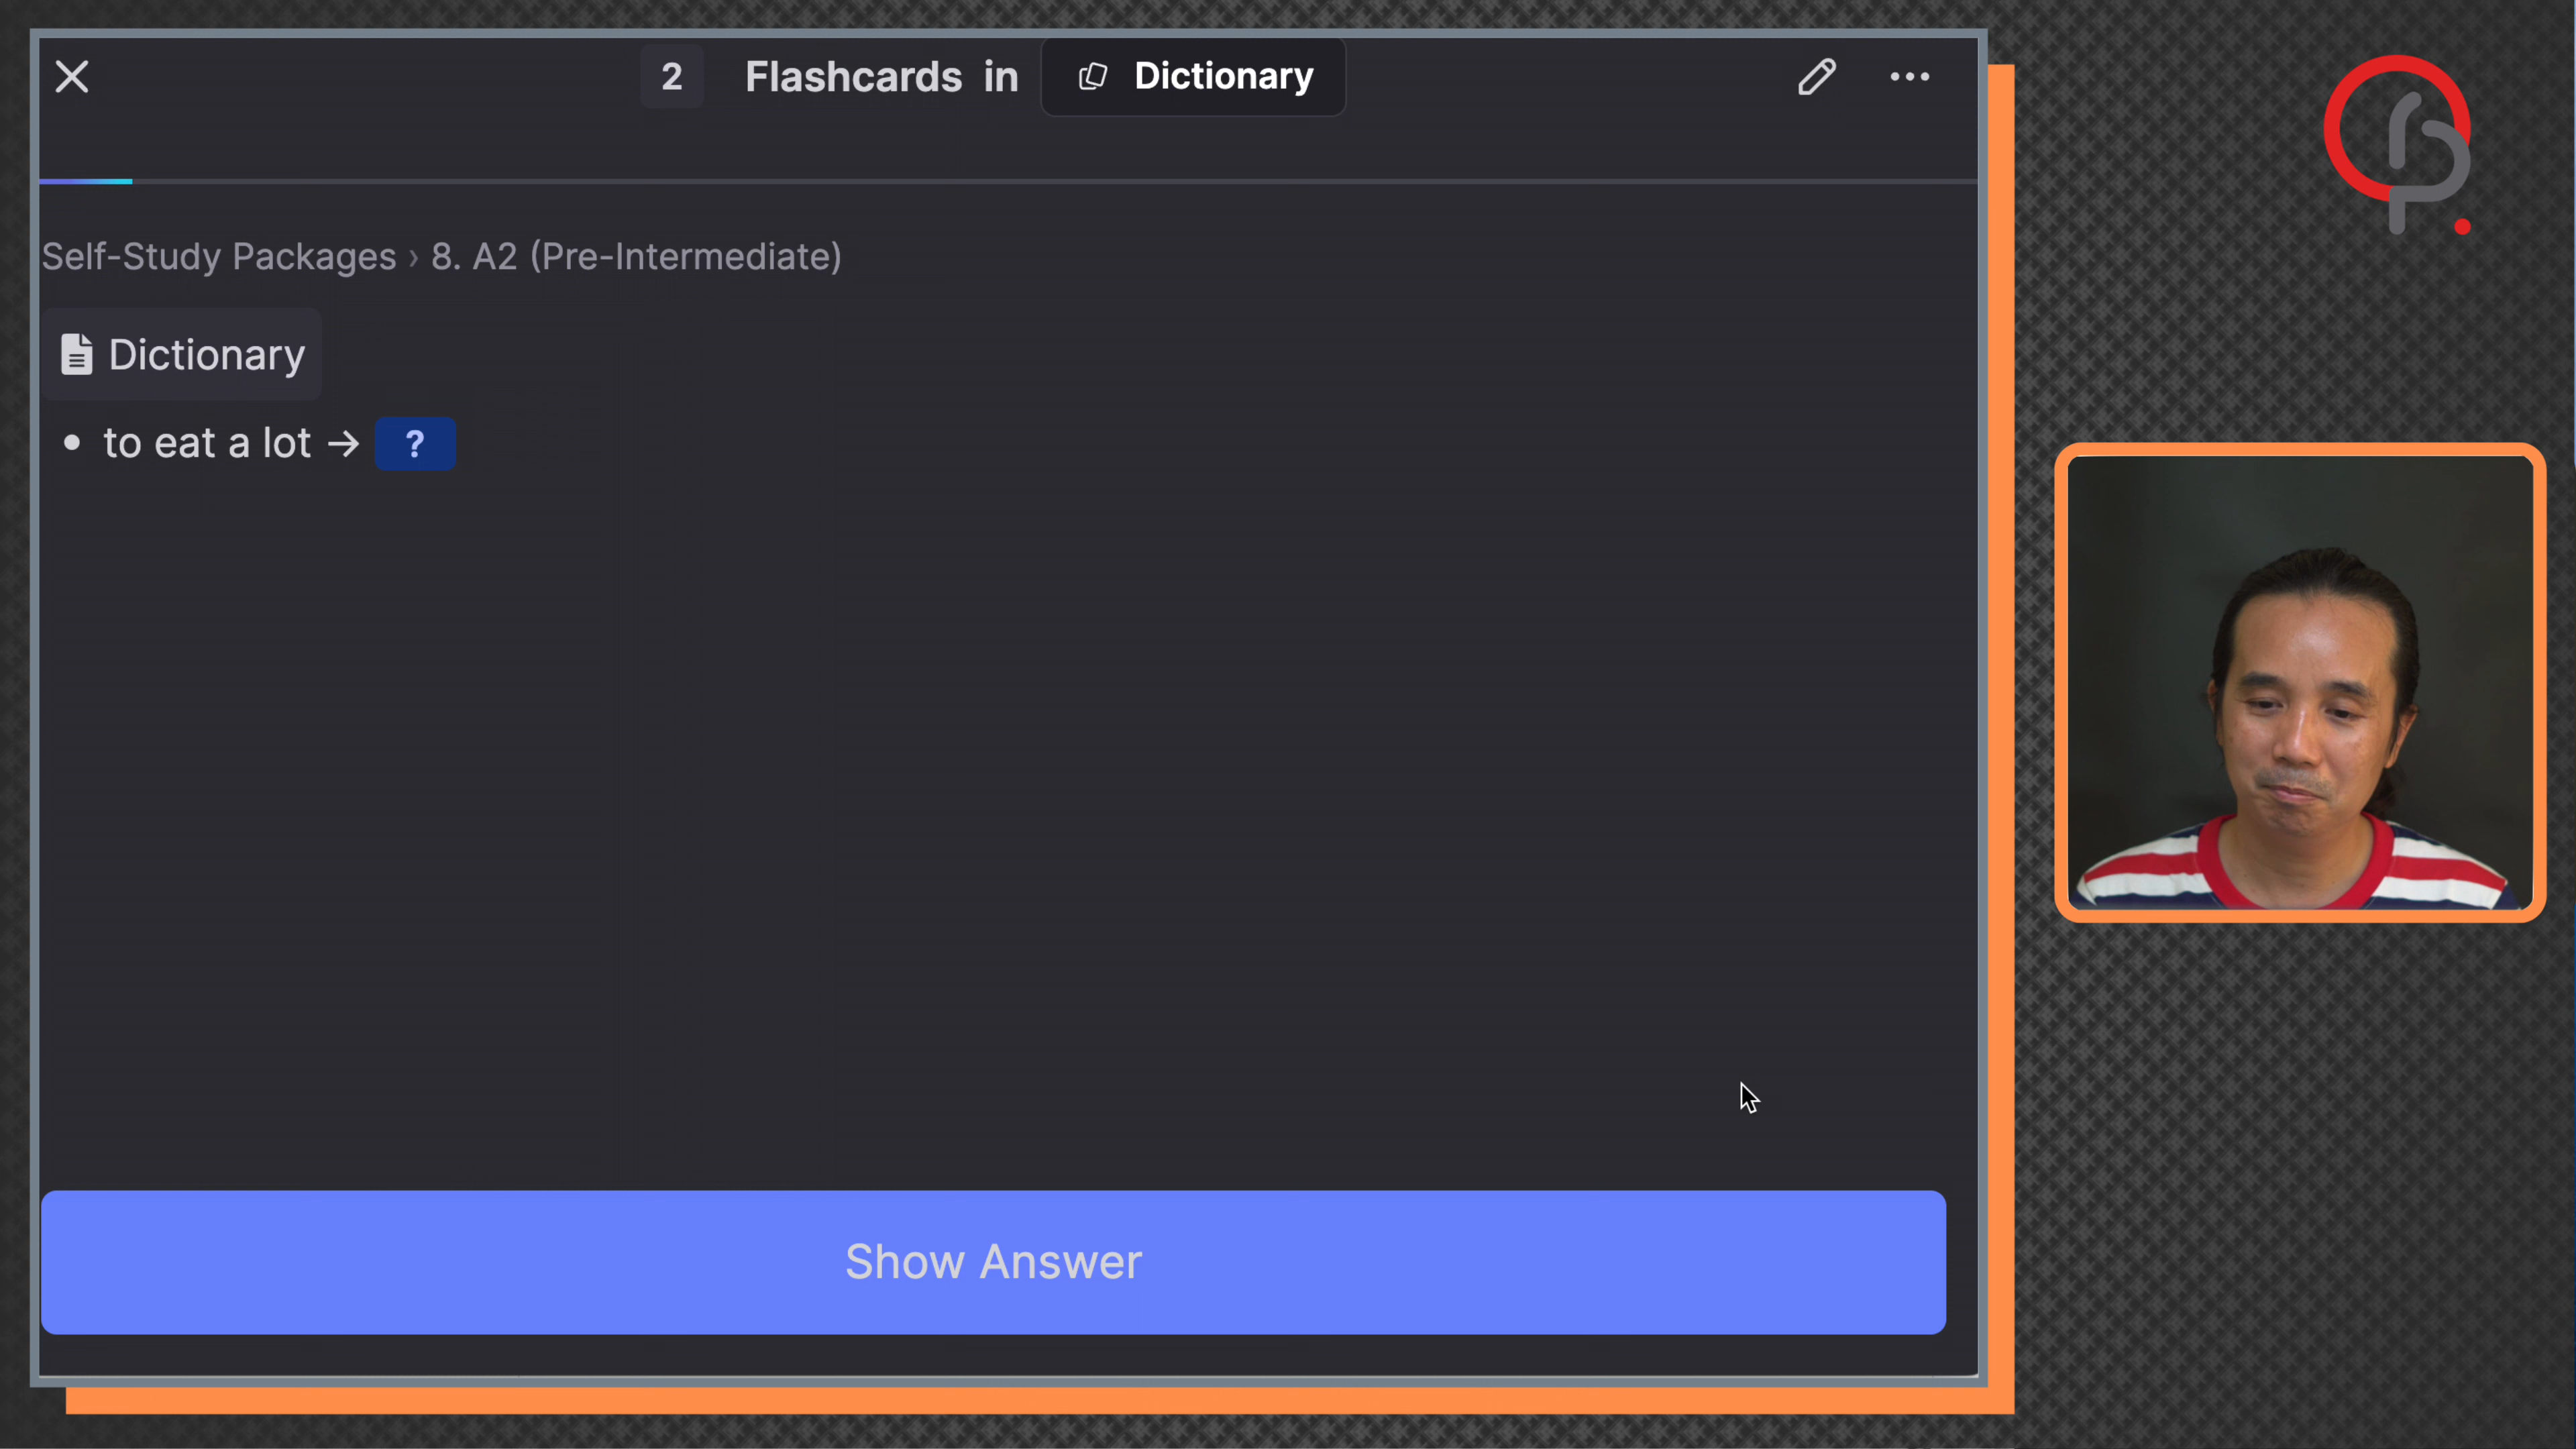 2 Flashcards in Dictionary
Self-Study Packages › 8. A2 (Pre-Intermediate)
Dictionary
• to eat a lot → ?
Show Answer